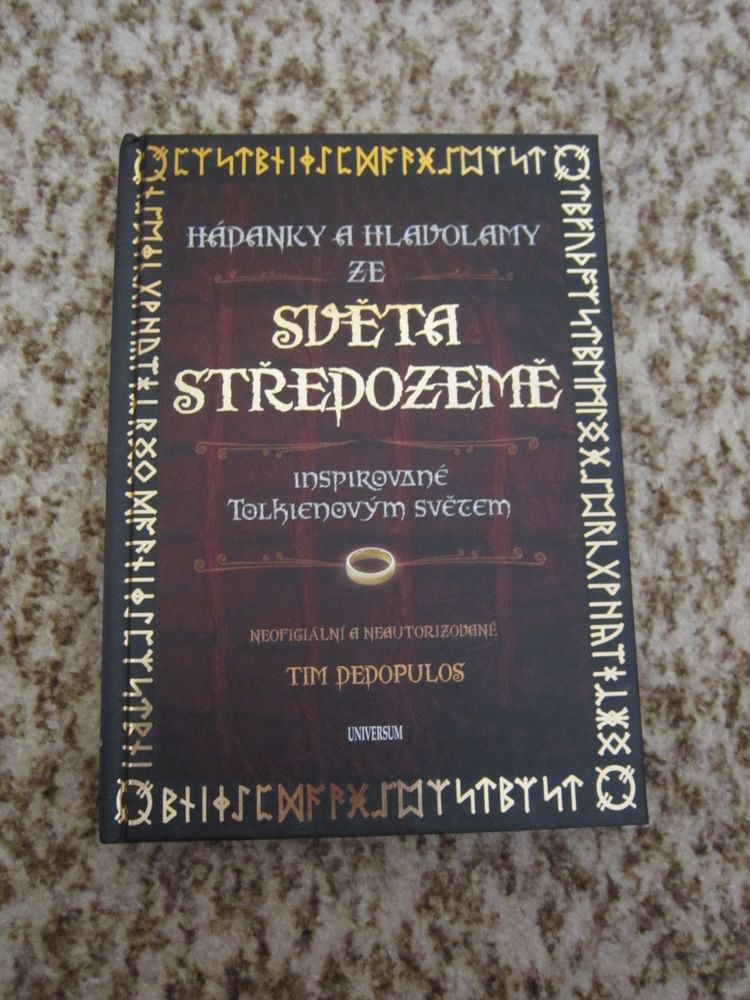 HÁDANKY A HLAVOLAMY
ZE
SVĚTA
STŘEDOZEMĚ
INSPIROVANÉ
TOLKIENOVÝM SVĚTEM
NEOFICIÁLNÍ A NEAUTORIZOVANÉ
TIM DEDOPULOS
UNIVERSUM